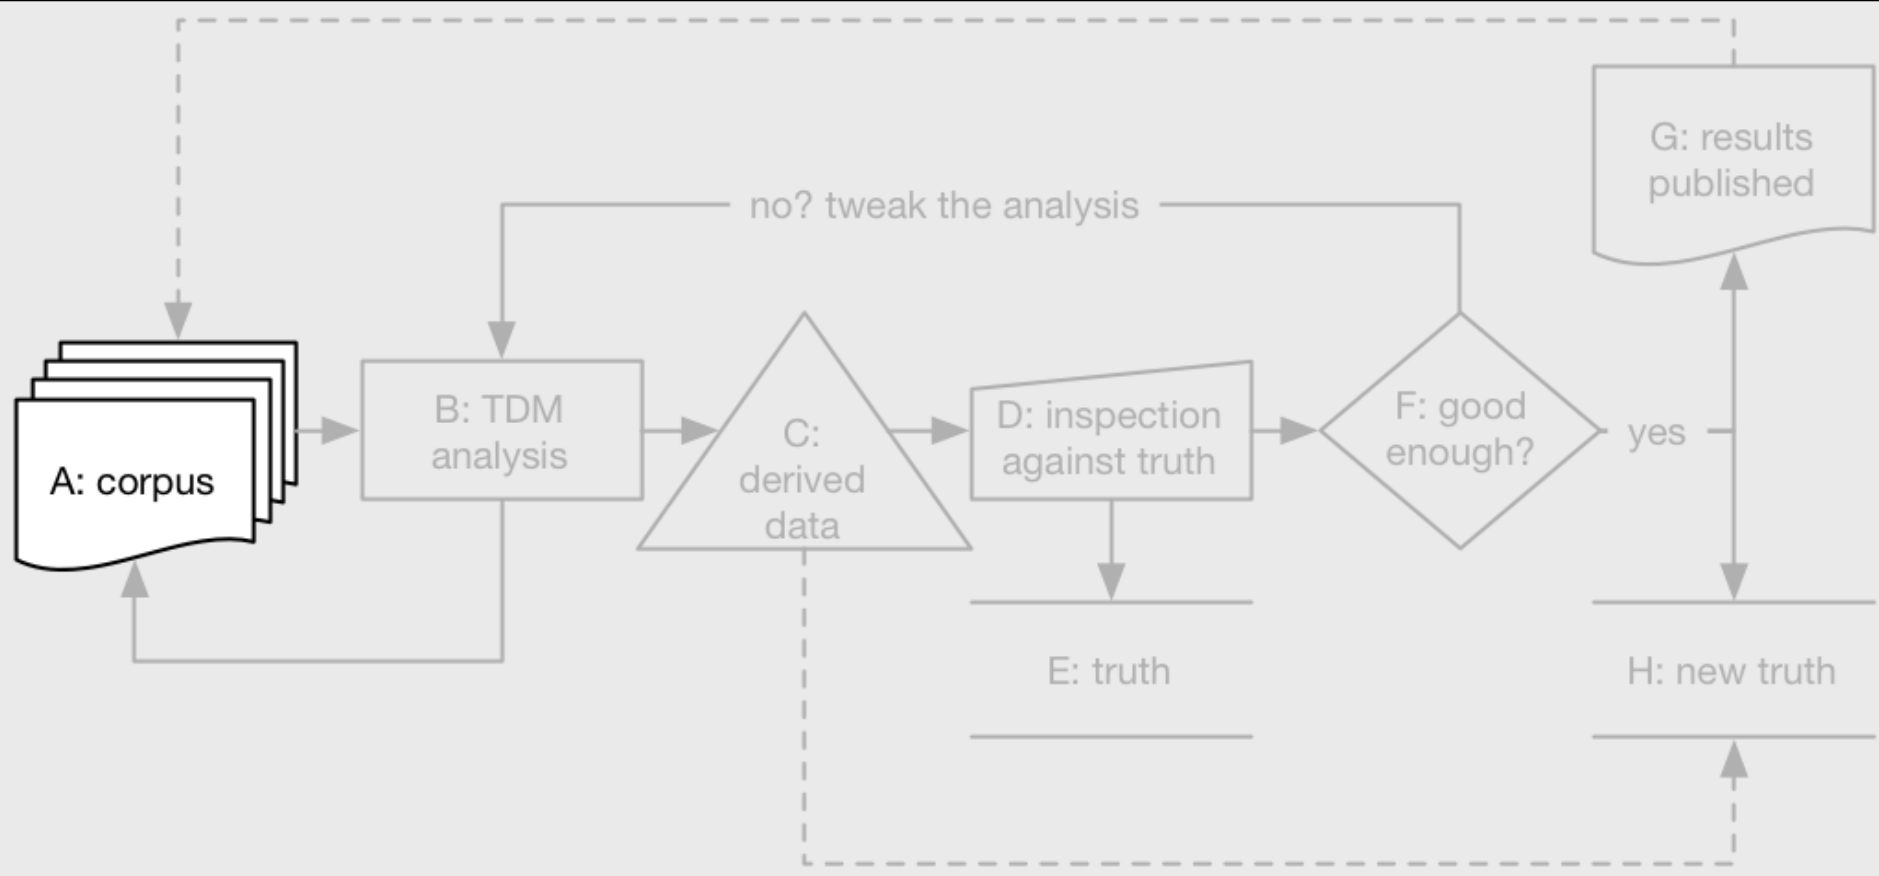 G: results
published
no? tweak the analysis
A: corpus
B: TDM
analysis
C:
derived
data
D: inspection
against truth
F: good
enough?
yes
E: truth
H: new truth